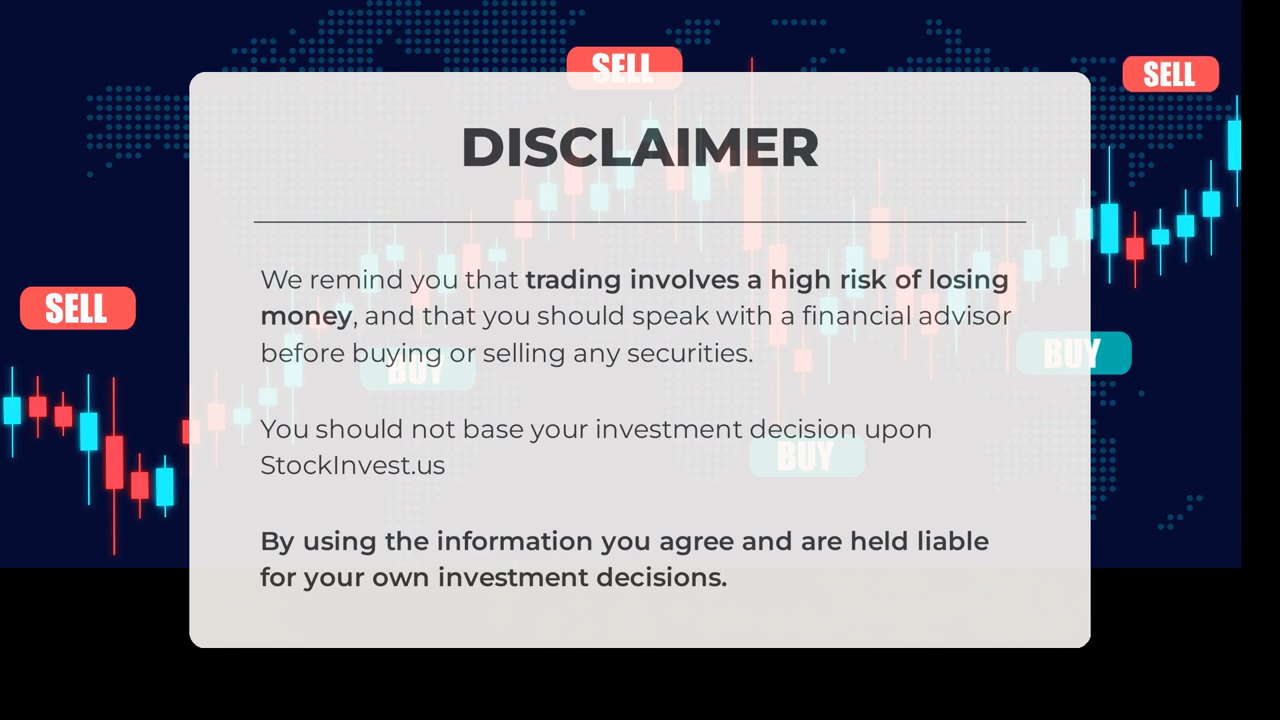 SELL
SELL
DISCLAIMER
We remind you that trading involves a high risk of losing
money, and that you should speak with a financial advisor
before buying or selling any securities.
SELL
BUY
BUY
You should not base your investment decision upon
StockInvest.us
BUY
By using the information you agree and are held liable
for your own investment decisions.